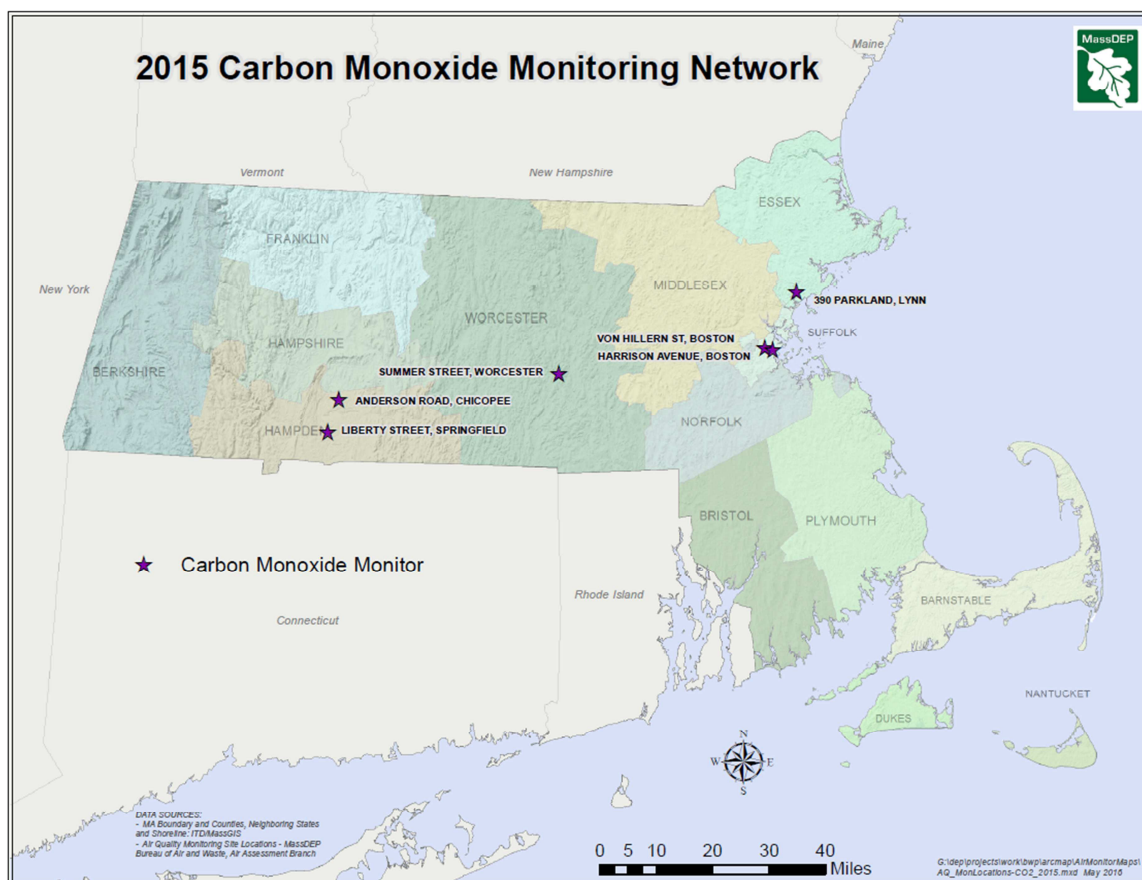 Maine
MassDEP
2015 Carbon Monoxide Monitoring Network
Vermont
New Hampshire
ESSEX
FRANKLIN
MIDDLESEX
New York
390 PARKLAND, LYNN
WORCESTER
SUFFOLK
VON HILLERN ST, BOSTON
HAMPSHIRE
HARRISON AVENUE, BOSTON
BERKSHIRE
SUMMER STREET, WORCESTER
ANDERSON ROAD, CHICOPEE
NORFOLK
HAMPDE
LIBERTY STREET, SPRINGFIELD
BRISTOL
PLYMOUTH
Carbon Monoxide Monitor
Rhode Island
BARNSTABLE
Connecticut
NANTUCKET
DUKES
N
W E
S
DATA SOURCES:
- MA Boundary and Counties, Neighboring States
and Shoreline: ITD/MassGIS
- Air Quality Monitoring Site Locations - MassDEP
Bureau of Air and Waste, Air Assessment Branch
0 5 10 20 30 40
Miles
G:\dep\projects\work\bwp\arcmap\AirMonitorMaps\
AQ_MonLocations-CO2_2015.mxd May 2016